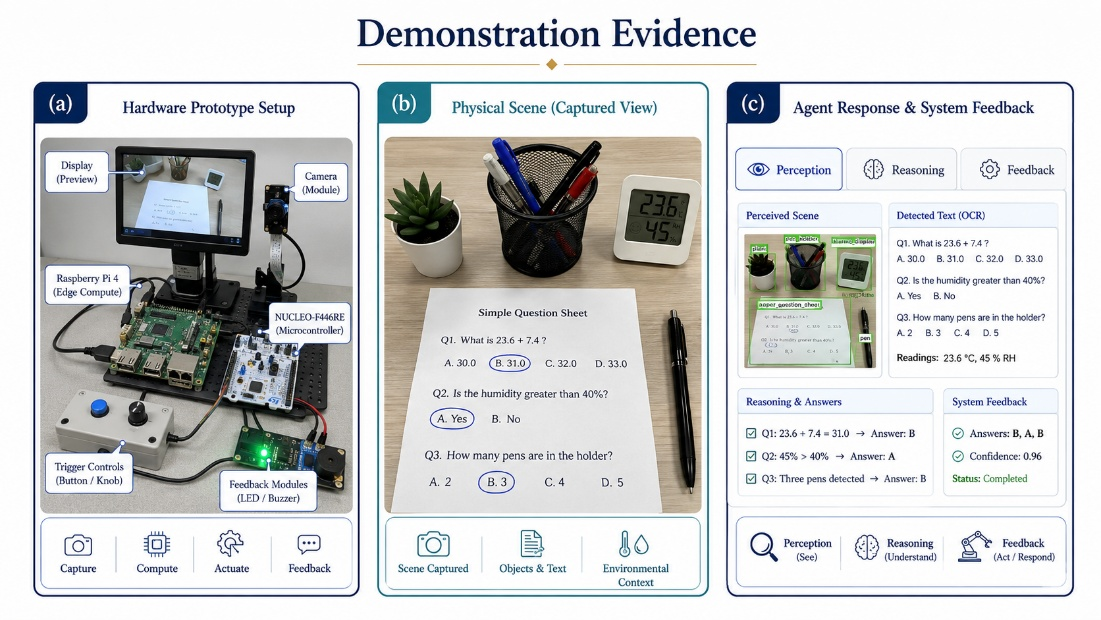 Demonstration Evidence
(a)
Hardware Prototype Setup
Display
(Preview)
Camera
(Module)
Raspberry Pi 4
(Edge Compute)
NUCLEO-F446RE
(Microcontroller)
Trigger Controls
(Button / Knob)
Feedback Modules
(LED / Buzzer)
Capture
Compute
Actuate
Feedback
(b)
Physical Scene (Captured View)
23.6
45%
Simple Question Sheet
Q1. What is 23.6 + 7.4 ?
A. 30.0 B. 31.0 C. 32.0 D. 33.0
Q2. Is the humidity greater than 40%?
A. Yes B. No
Q3. How many pens are in the holder?
A. 2 B. 3 C. 4 D. 5
Scene Captured
Objects & Text
Environmental
Context
(c)
Agent Response & System Feedback
Perception
Reasoning
Feedback
Perceived Scene
pen
Detected Text (OCR)
Q1. What is 23.6 + 7.4 ?
A. 30.0 B. 31.0 C. 32.0 D. 33.0
Q2. Is the humidity greater than 40%?
A. Yes B. No
Q3. How many pens are in the holder?
A. 2 B. 3 C. 4 D. 5
Readings: 23.6 °C, 45 % RH
Reasoning & Answers
Q1: 23.6 + 7.4 = 31.0 → Answer: B
Q2: 45% > 40% → Answer: A
Q3: Three pens detected → Answer: B
System Feedback
Answers: B, A, B
Confidence: 0.96
Status: Completed
Perception
(See)
Reasoning
(Understand)
Feedback
(Act / Respond)